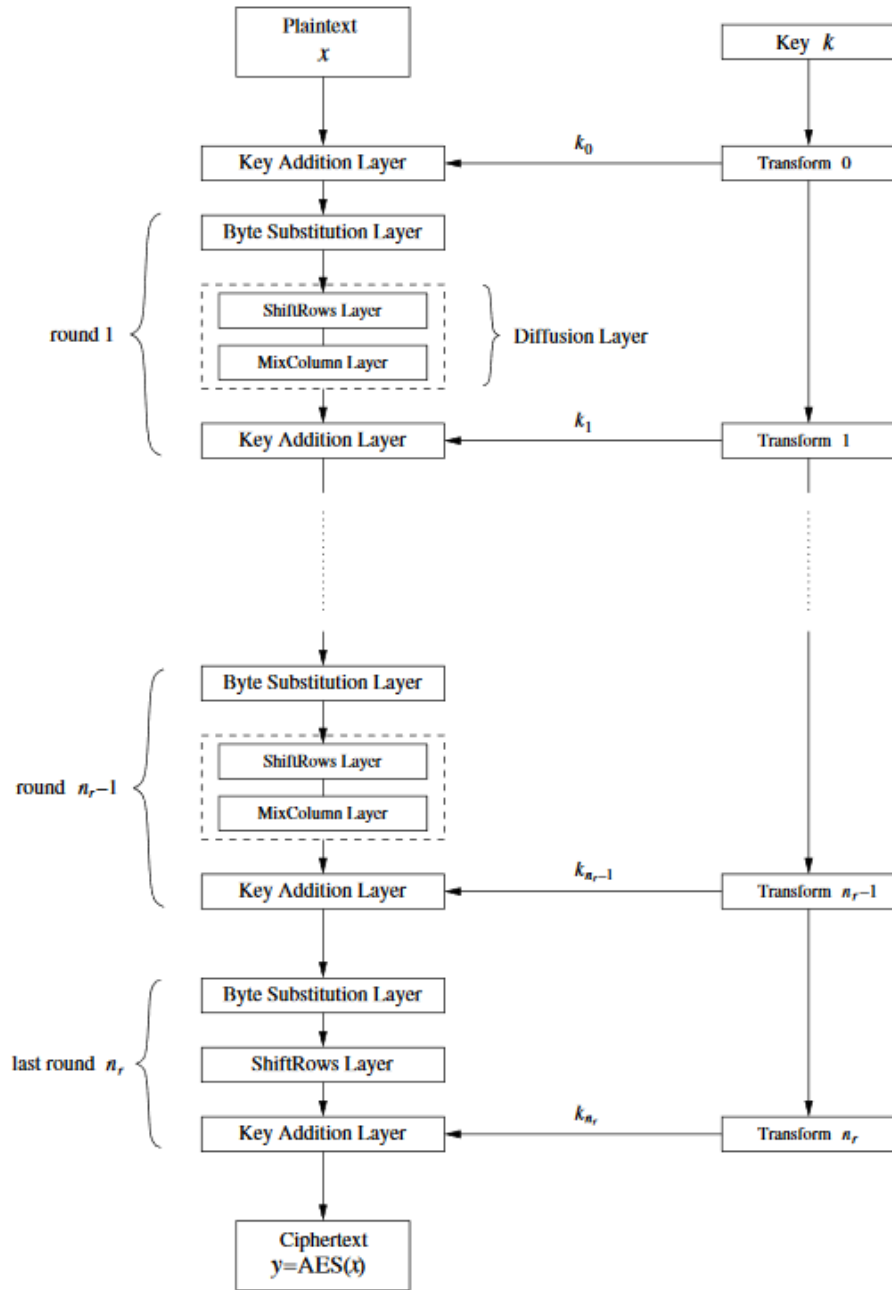 Plaintext
x
Key k
k₀
Key Addition Layer
Transform 0
Byte Substitution Layer
ShiftRows Layer
round 1
Diffusion Layer
MixColumn Layer
k₁
Key Addition Layer
Transform 1
Byte Substitution Layer
ShiftRows Layer
round nᵣ–1
MixColumn Layer
kₙᵣ₋₁
Key Addition Layer
Transform nᵣ–1
Byte Substitution Layer
last round nᵣ
ShiftRows Layer
kₙᵣ
Key Addition Layer
Transform nᵣ
Ciphertext
y=AES(x)